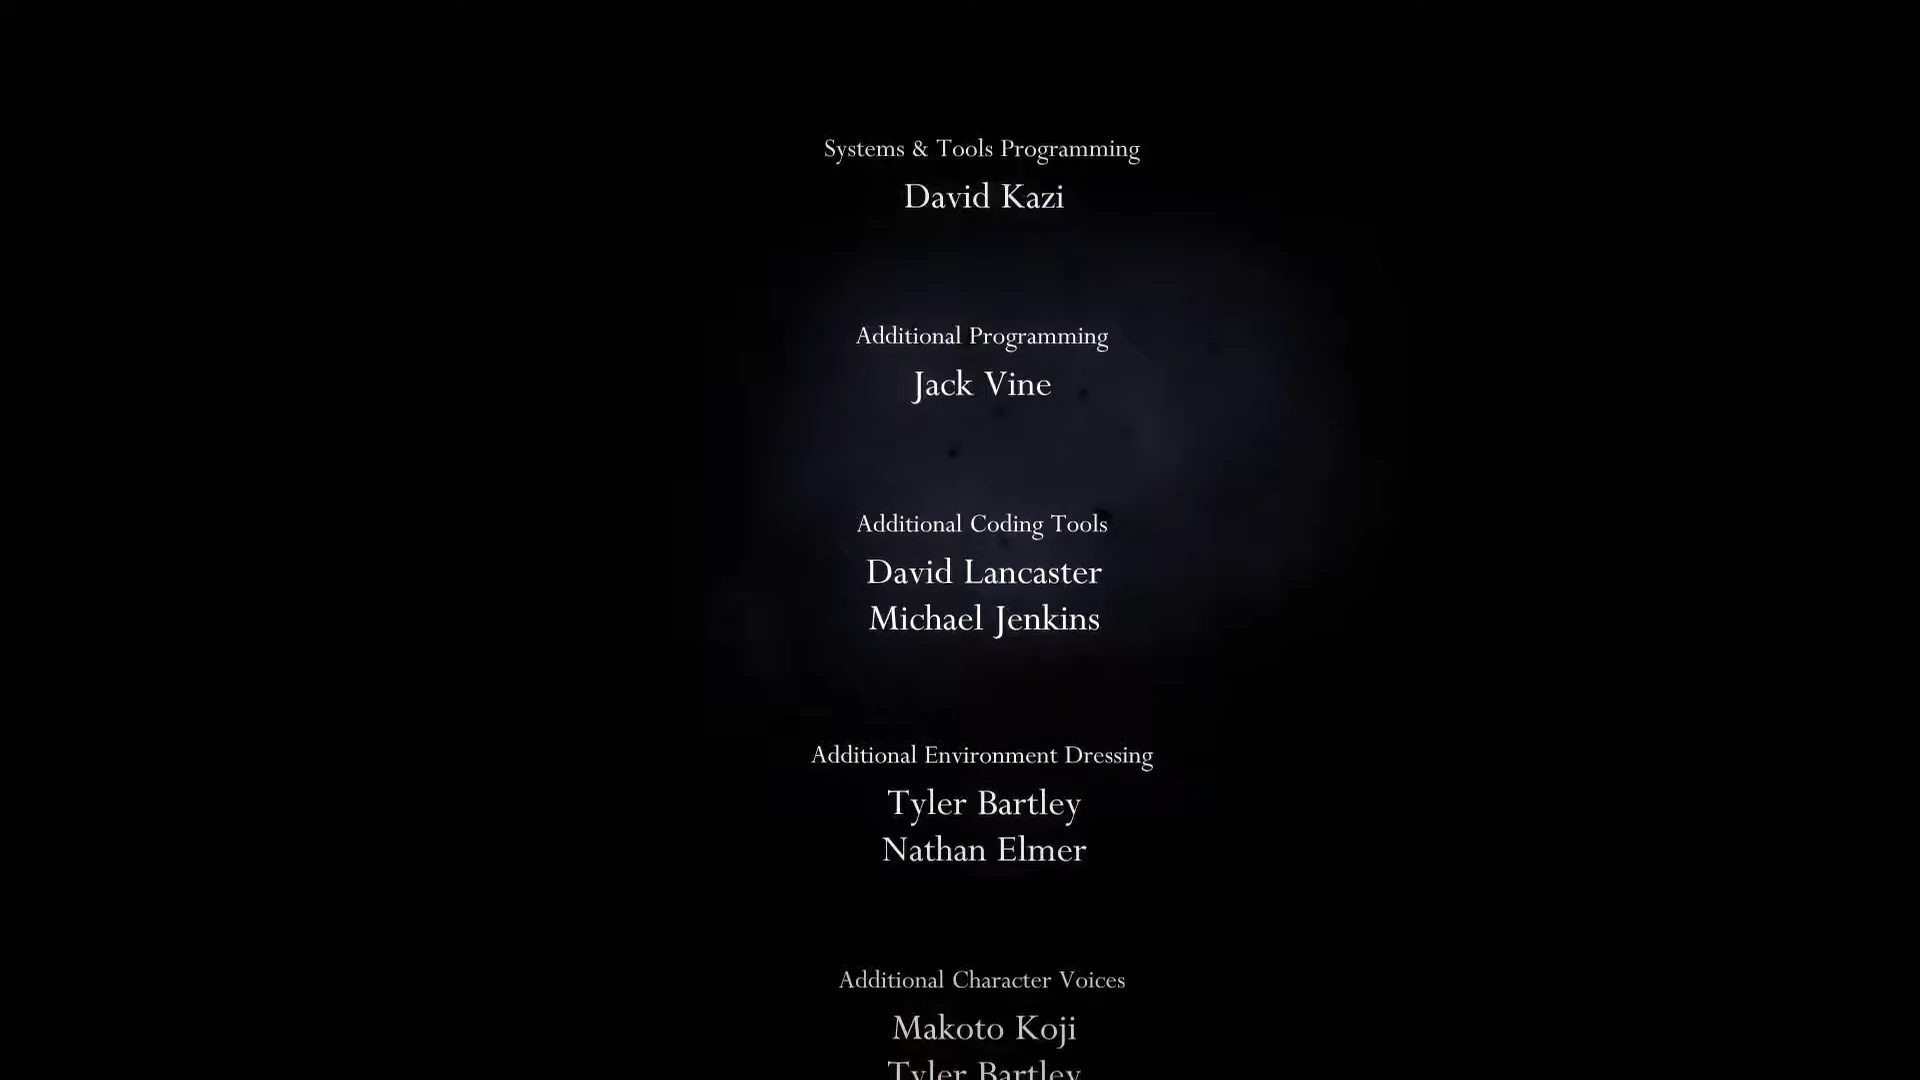 Systems & Tools Programming
David Kazi
Additional Programming
Jack Vine
Additional Coding Tools
David Lancaster
Michael Jenkins
Additional Environment Dressing
Tyler Bartley
Nathan Elmer
Additional Character Voices
Makoto Koji
Tyler Bartley